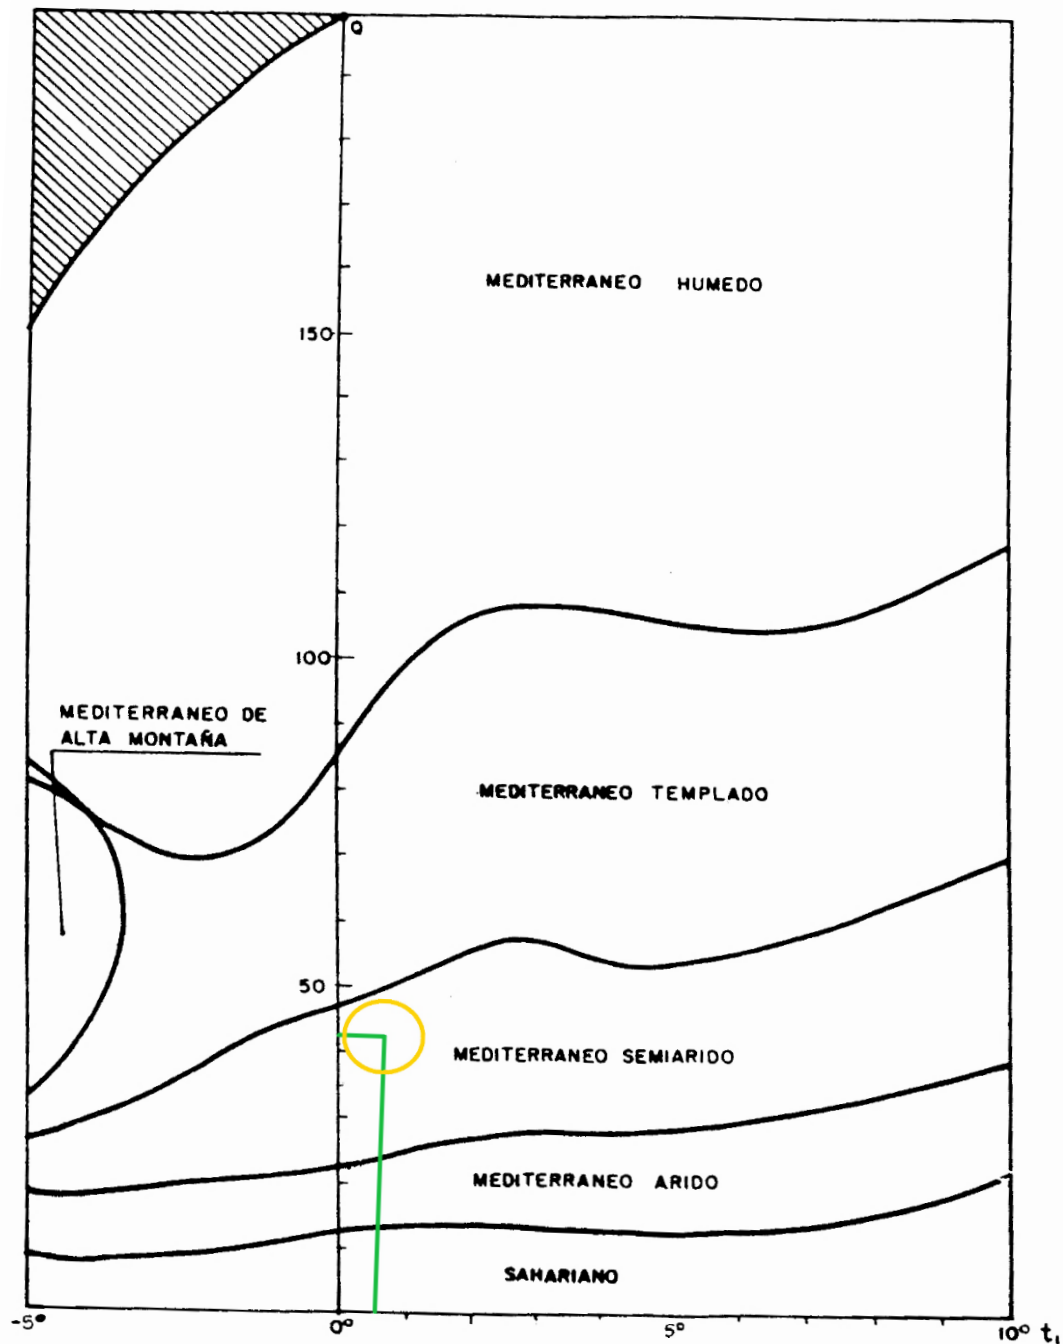 Q
MEDITERRANEO HUMEDO
150
100
MEDITERRANEO DE
ALTA MONTAÑA
MEDITERRANEO TEMPLADO
50
MEDITERRANEO SEMIARIDO
MEDITERRANEO ARIDO
SAHARIANO
-5° 0° 5° 10° t₁